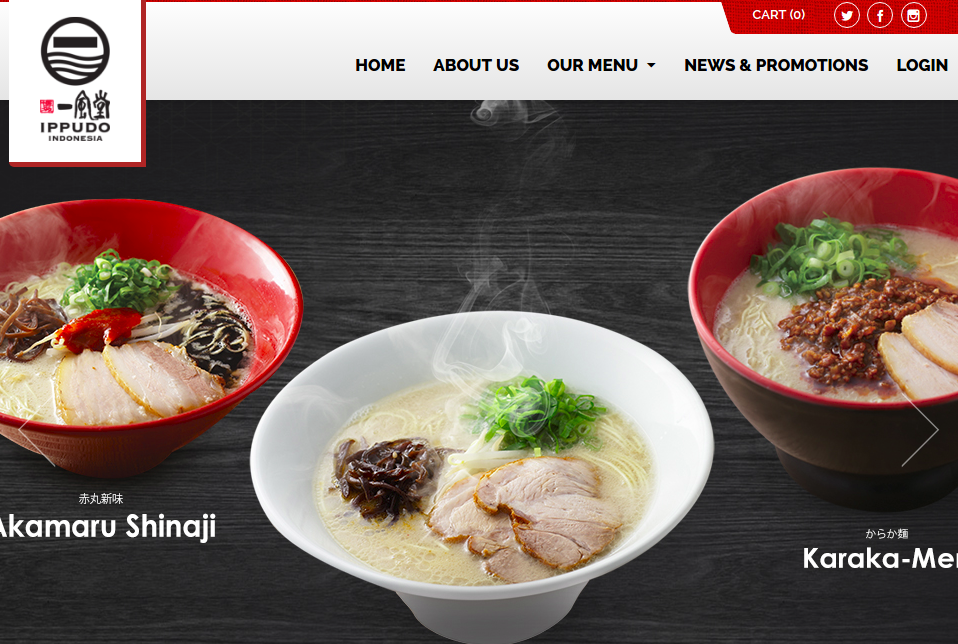 CART (0)
HOME ABOUT US OUR MENU NEWS & PROMOTIONS LOGIN
一風堂
IPPUDO
INDONESIA
赤丸新味
Akamaru Shinaji
からか麺
Karaka-Men